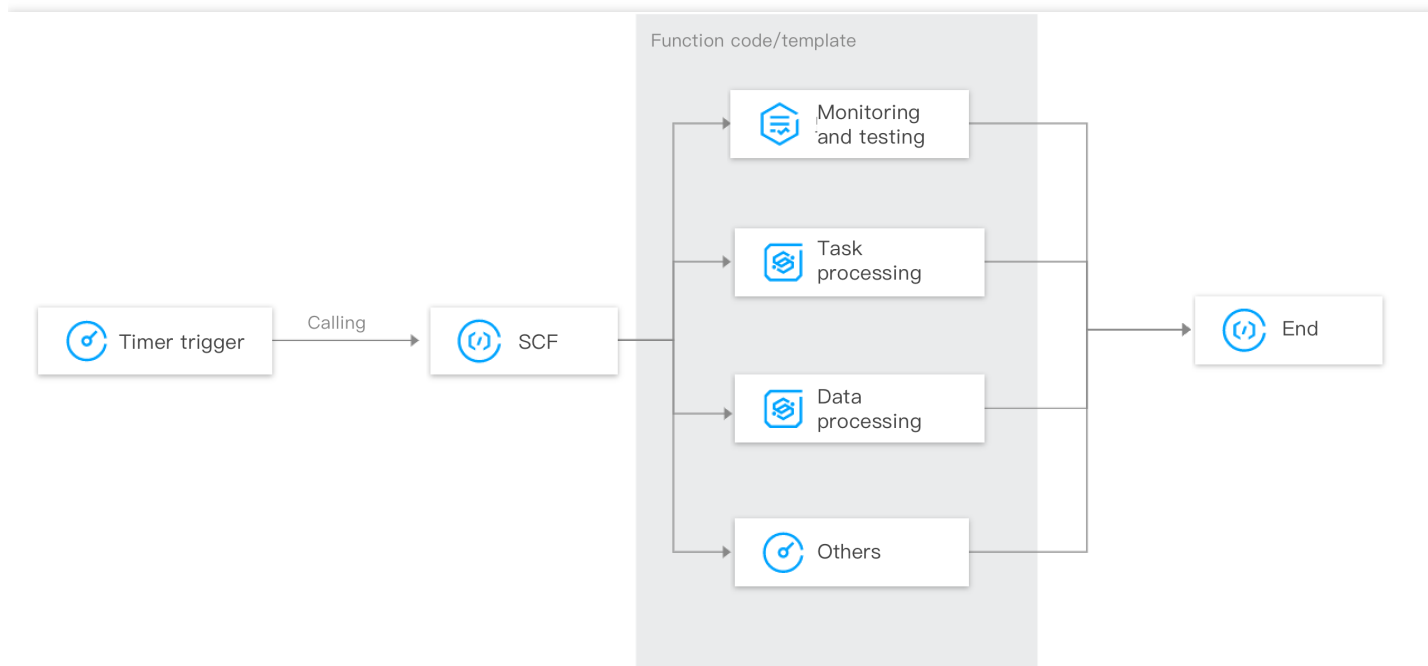 Function code/template
Monitoring
and testing
Task
processing
Calling
Timer trigger
SCF
End
Data
processing
Others